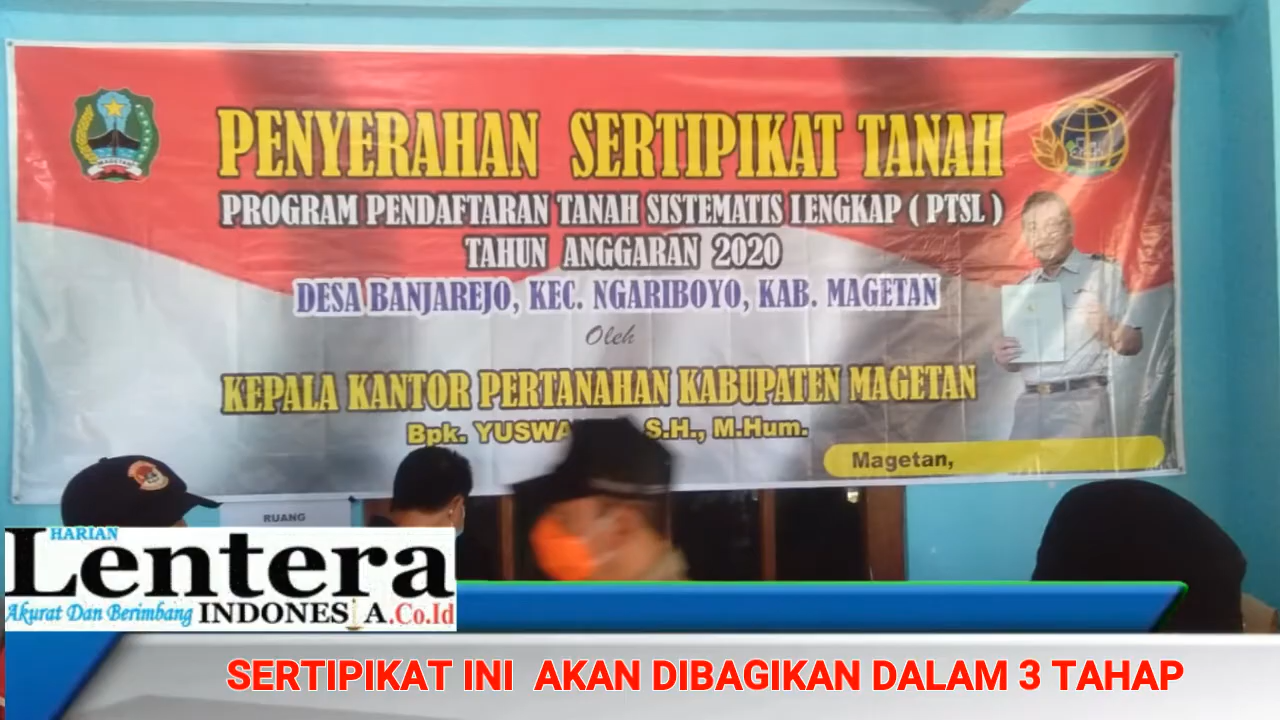 PENYERAHAN SERTIPIKAT TANAH
PROGRAM PENDAFTARAN TANAH SISTEMATIS LENGKAP ( PTSL )
TAHUN ANGGARAN 2020
DESA BANJAREJO, KEC. NGARIBOYO, KAB. MAGETAN
Oleh
KEPALA KANTOR PERTANAHAN KABUPATEN MAGETAN
Bpk. S.H., M.Hum.
Magetan,
MAGETAN
RUANG
HARIAN
Lentera
Akurat Dan Berimbang INDONESIA.Co.Id
SERTIPIKAT INI AKAN DIBAGIKAN DALAM 3 TAHAP